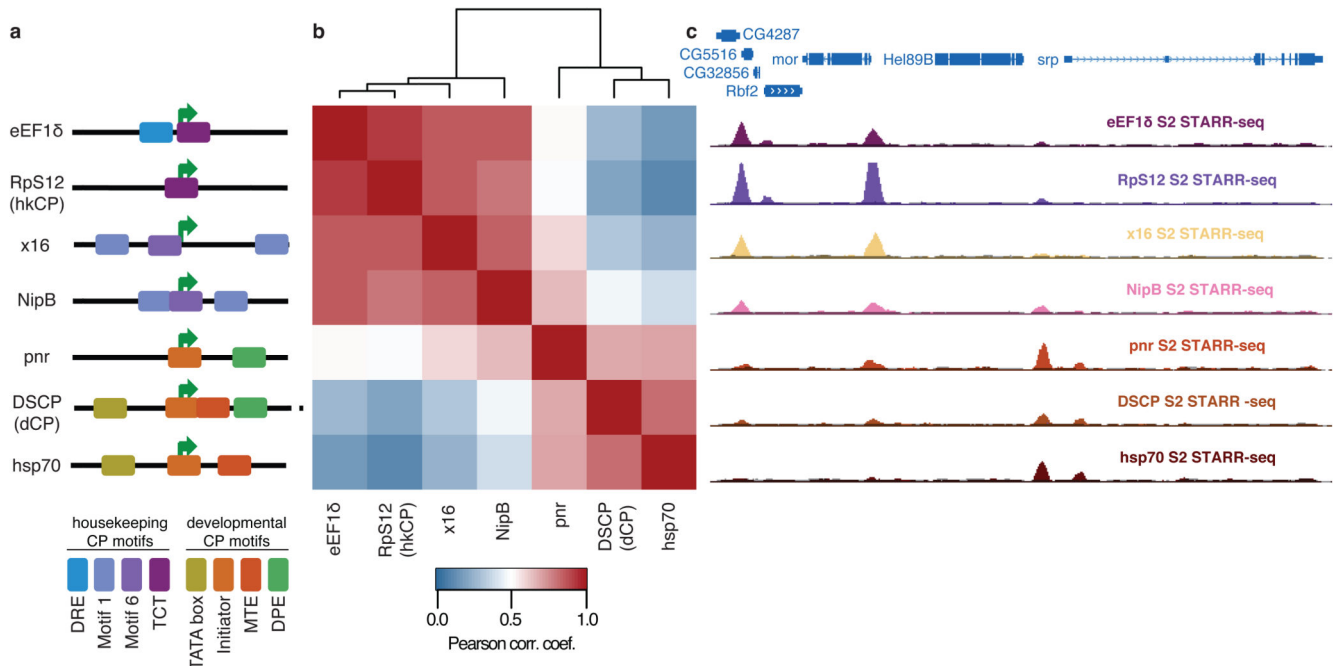 a
eEF1δ
RpS12
(hkCP)
x16
NipB
pnr
DSCP
(dCP)
hsp70
housekeeping
CP motifs
developmental
CP motifs
DRE
Motif 1
Motif 6
TCT
TATA box
Initiator
MTE
DPE
b
eEF1δ
RpS12
(hkCP)
x16
NipB
pnr
DSCP
(dCP)
hsp70
0.0
0.5
1.0
Pearson corr. coef.
c
CG4287
CG5516
CG32856
Rbf2
mor
Hel89B
srp
eEF1δ S2 STARR-seq
RpS12 S2 STARR-seq
x16 S2 STARR-seq
NipB S2 STARR-seq
pnr S2 STARR-seq
DSCP S2 STARR -seq
hsp70 S2 STARR-seq